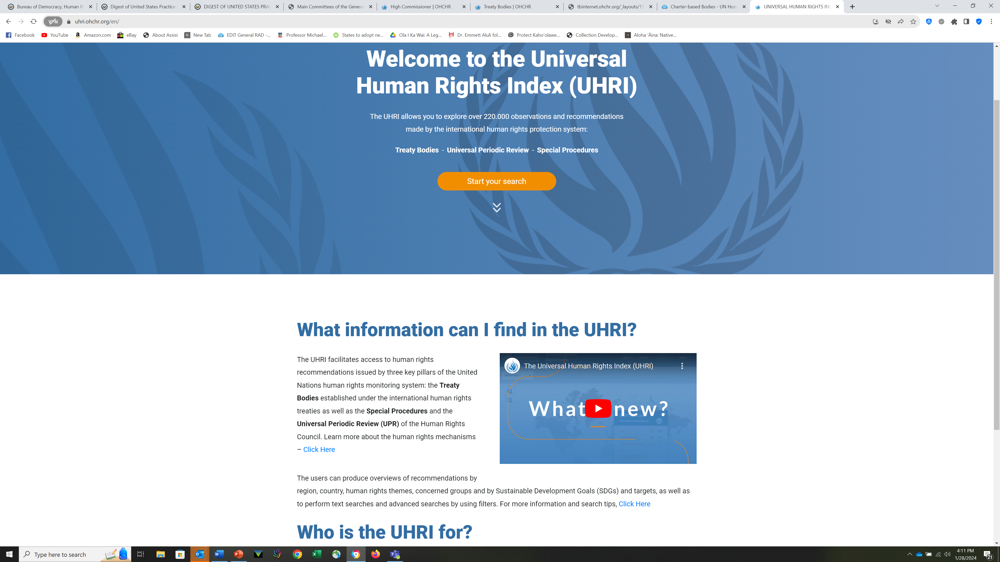 Bureau of Democracy, Human R
Digest of United States Practice
DIGEST OF UNITED STATES PRA
Main Committees of the Genera
High Commissioner | OHCHR
Treaty Bodies | OHCHR
tbinternet.ohchr.org/_layouts/15
Charter-based Bodies - UN Hum
UNIVERSAL HUMAN RIGHTS IN
VPN
uhri.ohchr.org/en/
Facebook
YouTube
Amazon.com
eBay
About Assisi
New Tab
EDIT General RAD -...
Professor Michael...
States to adopt ne...
Ola I Ka Wai: A Leg...
Dr. Emmett Aluli fol...
Protect Kahoʻolawe...
Collection Develop...
Aloha ʻĀina: Native...
Welcome to the Universal
Human Rights Index (UHRI)
The UHRI allows you to explore over 220.000 observations and recommendations
made by the international human rights protection system:
Treaty Bodies - Universal Periodic Review - Special Procedures
Start your search
What information can I find in the UHRI?
The UHRI facilitates access to human rights
recommendations issued by three key pillars of the United
Nations human rights monitoring system: the Treaty
Bodies established under the international human rights
treaties as well as the Special Procedures and the
Universal Periodic Review (UPR) of the Human Rights
Council. Learn more about the human rights mechanisms
– Click Here
The Universal Human Rights Index (UHRI)
Switzerland
What new?
The users can produce overviews of recommendations by
region, country, human rights themes, concerned groups and by Sustainable Development Goals (SDGs) and targets, as well as
to perform text searches and advanced searches by using filters. For more information and search tips, Click Here
Who is the UHRI for?
Type here to search
4:11 PM
1/28/2024
21